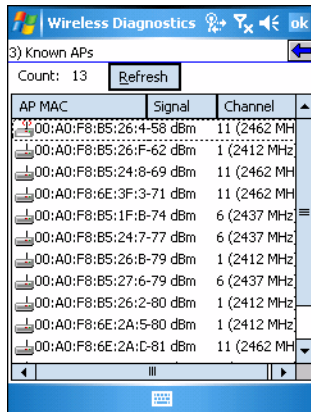 Wireless Diagnostics ok
3) Known APs
Count: 13 Refresh
AP MAC Signal Channel
00:A0:F8:B5:26:4 -58 dBm 11 (2462 MH
00:A0:F8:B5:26:F -62 dBm 1 (2412 MHz
00:A0:F8:B5:24:8 -69 dBm 11 (2462 MH
00:A0:F8:6E:3F:3 -71 dBm 11 (2462 MH
00:A0:F8:B5:1F:B -74 dBm 6 (2437 MHz
00:A0:F8:B5:24:7 -77 dBm 6 (2437 MHz
00:A0:F8:B5:26:B -79 dBm 1 (2412 MHz
00:A0:F8:B5:27:6 -79 dBm 6 (2437 MHz
00:A0:F8:B5:26:2 -80 dBm 1 (2412 MHz
00:A0:F8:6E:2A:5 -80 dBm 1 (2412 MHz
00:A0:F8:6E:2A:D -81 dBm 11 (2462 MH